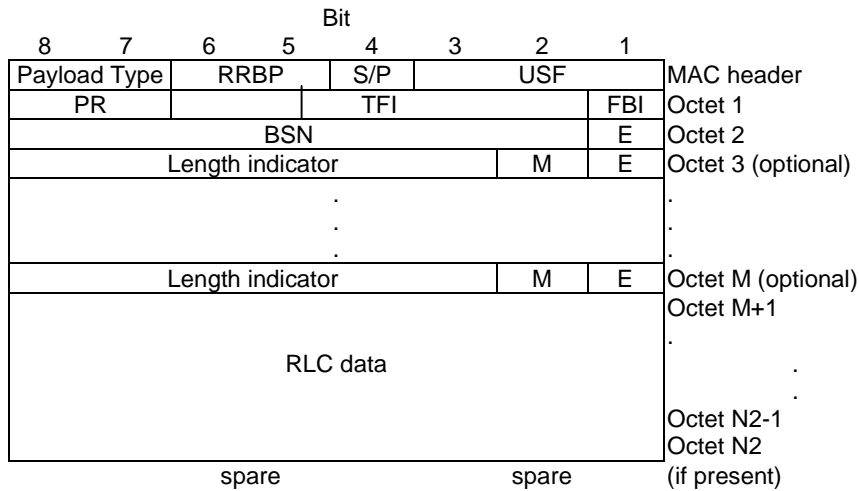 Bit
8 7 6 5 4 3 2 1
Payload Type RRBP S/P USF MAC header
PR TFI FBI Octet 1
BSN E Octet 2
Length indicator M E Octet 3 (optional)
. .
. .
. .
Length indicator M E Octet M (optional)
Octet M+1
.
RLC data .
.
Octet N2-1
Octet N2
spare spare (if present)